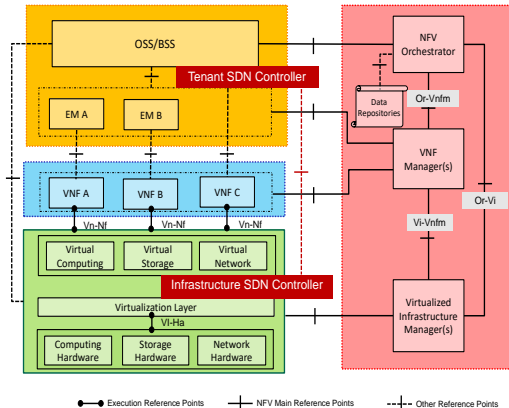 OSS/BSS
NFV
Orchestrator
Tenant SDN Controller
Data
Repositories
Or-Vnfm
EM A
EM B
VNF
Manager(s)
VNF A
VNF B
VNF C
Or-Vi
Vn-Nf
Vn-Nf
Vn-Nf
Vi-Vnfm
Virtual
Computing
Virtual
Storage
Virtual
Network
Infrastructure SDN Controller
Virtualization Layer
Virtualized
Infrastructure
Manager(s)
VI-Ha
Computing
Hardware
Storage
Hardware
Network
Hardware
Execution Reference Points
NFV Main Reference Points
Other Reference Points